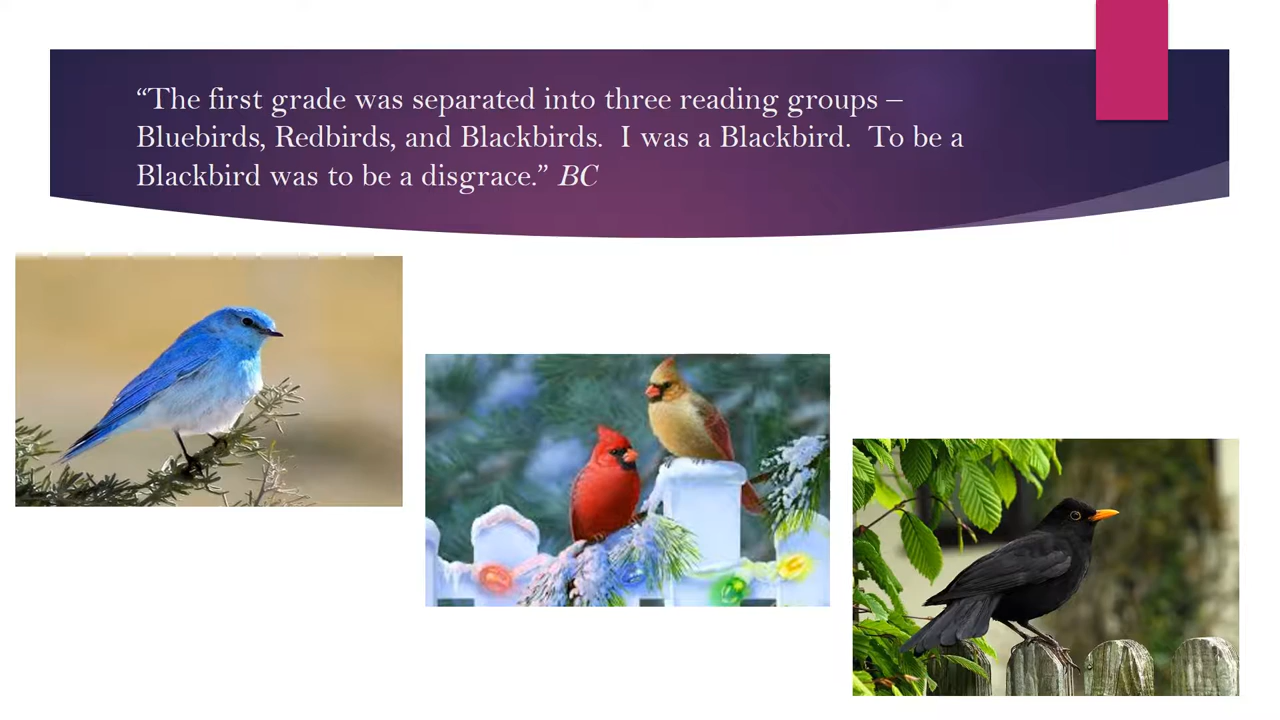 “The first grade was separated into three reading groups –
Bluebirds, Redbirds, and Blackbirds.  I was a Blackbird.  To be a
Blackbird was to be a disgrace.” BC